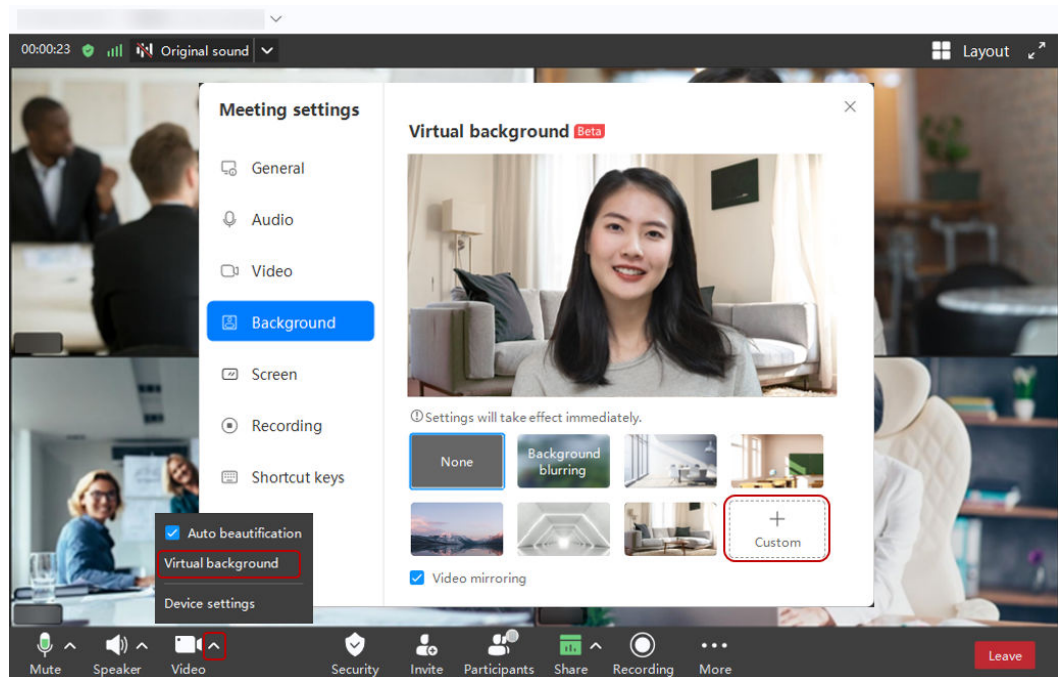 00:00:23
Original sound
Layout
Meeting settings
General
Audio
Video
Background
Screen
Recording
Shortcut keys
Virtual background Beta
Settings will take effect immediately.
None
Background
blurring
Custom
Video mirroring
Auto beautification
Virtual background
Device settings
Mute
Speaker
Video
Security
Invite
Participants
Share
Recording
More
Leave